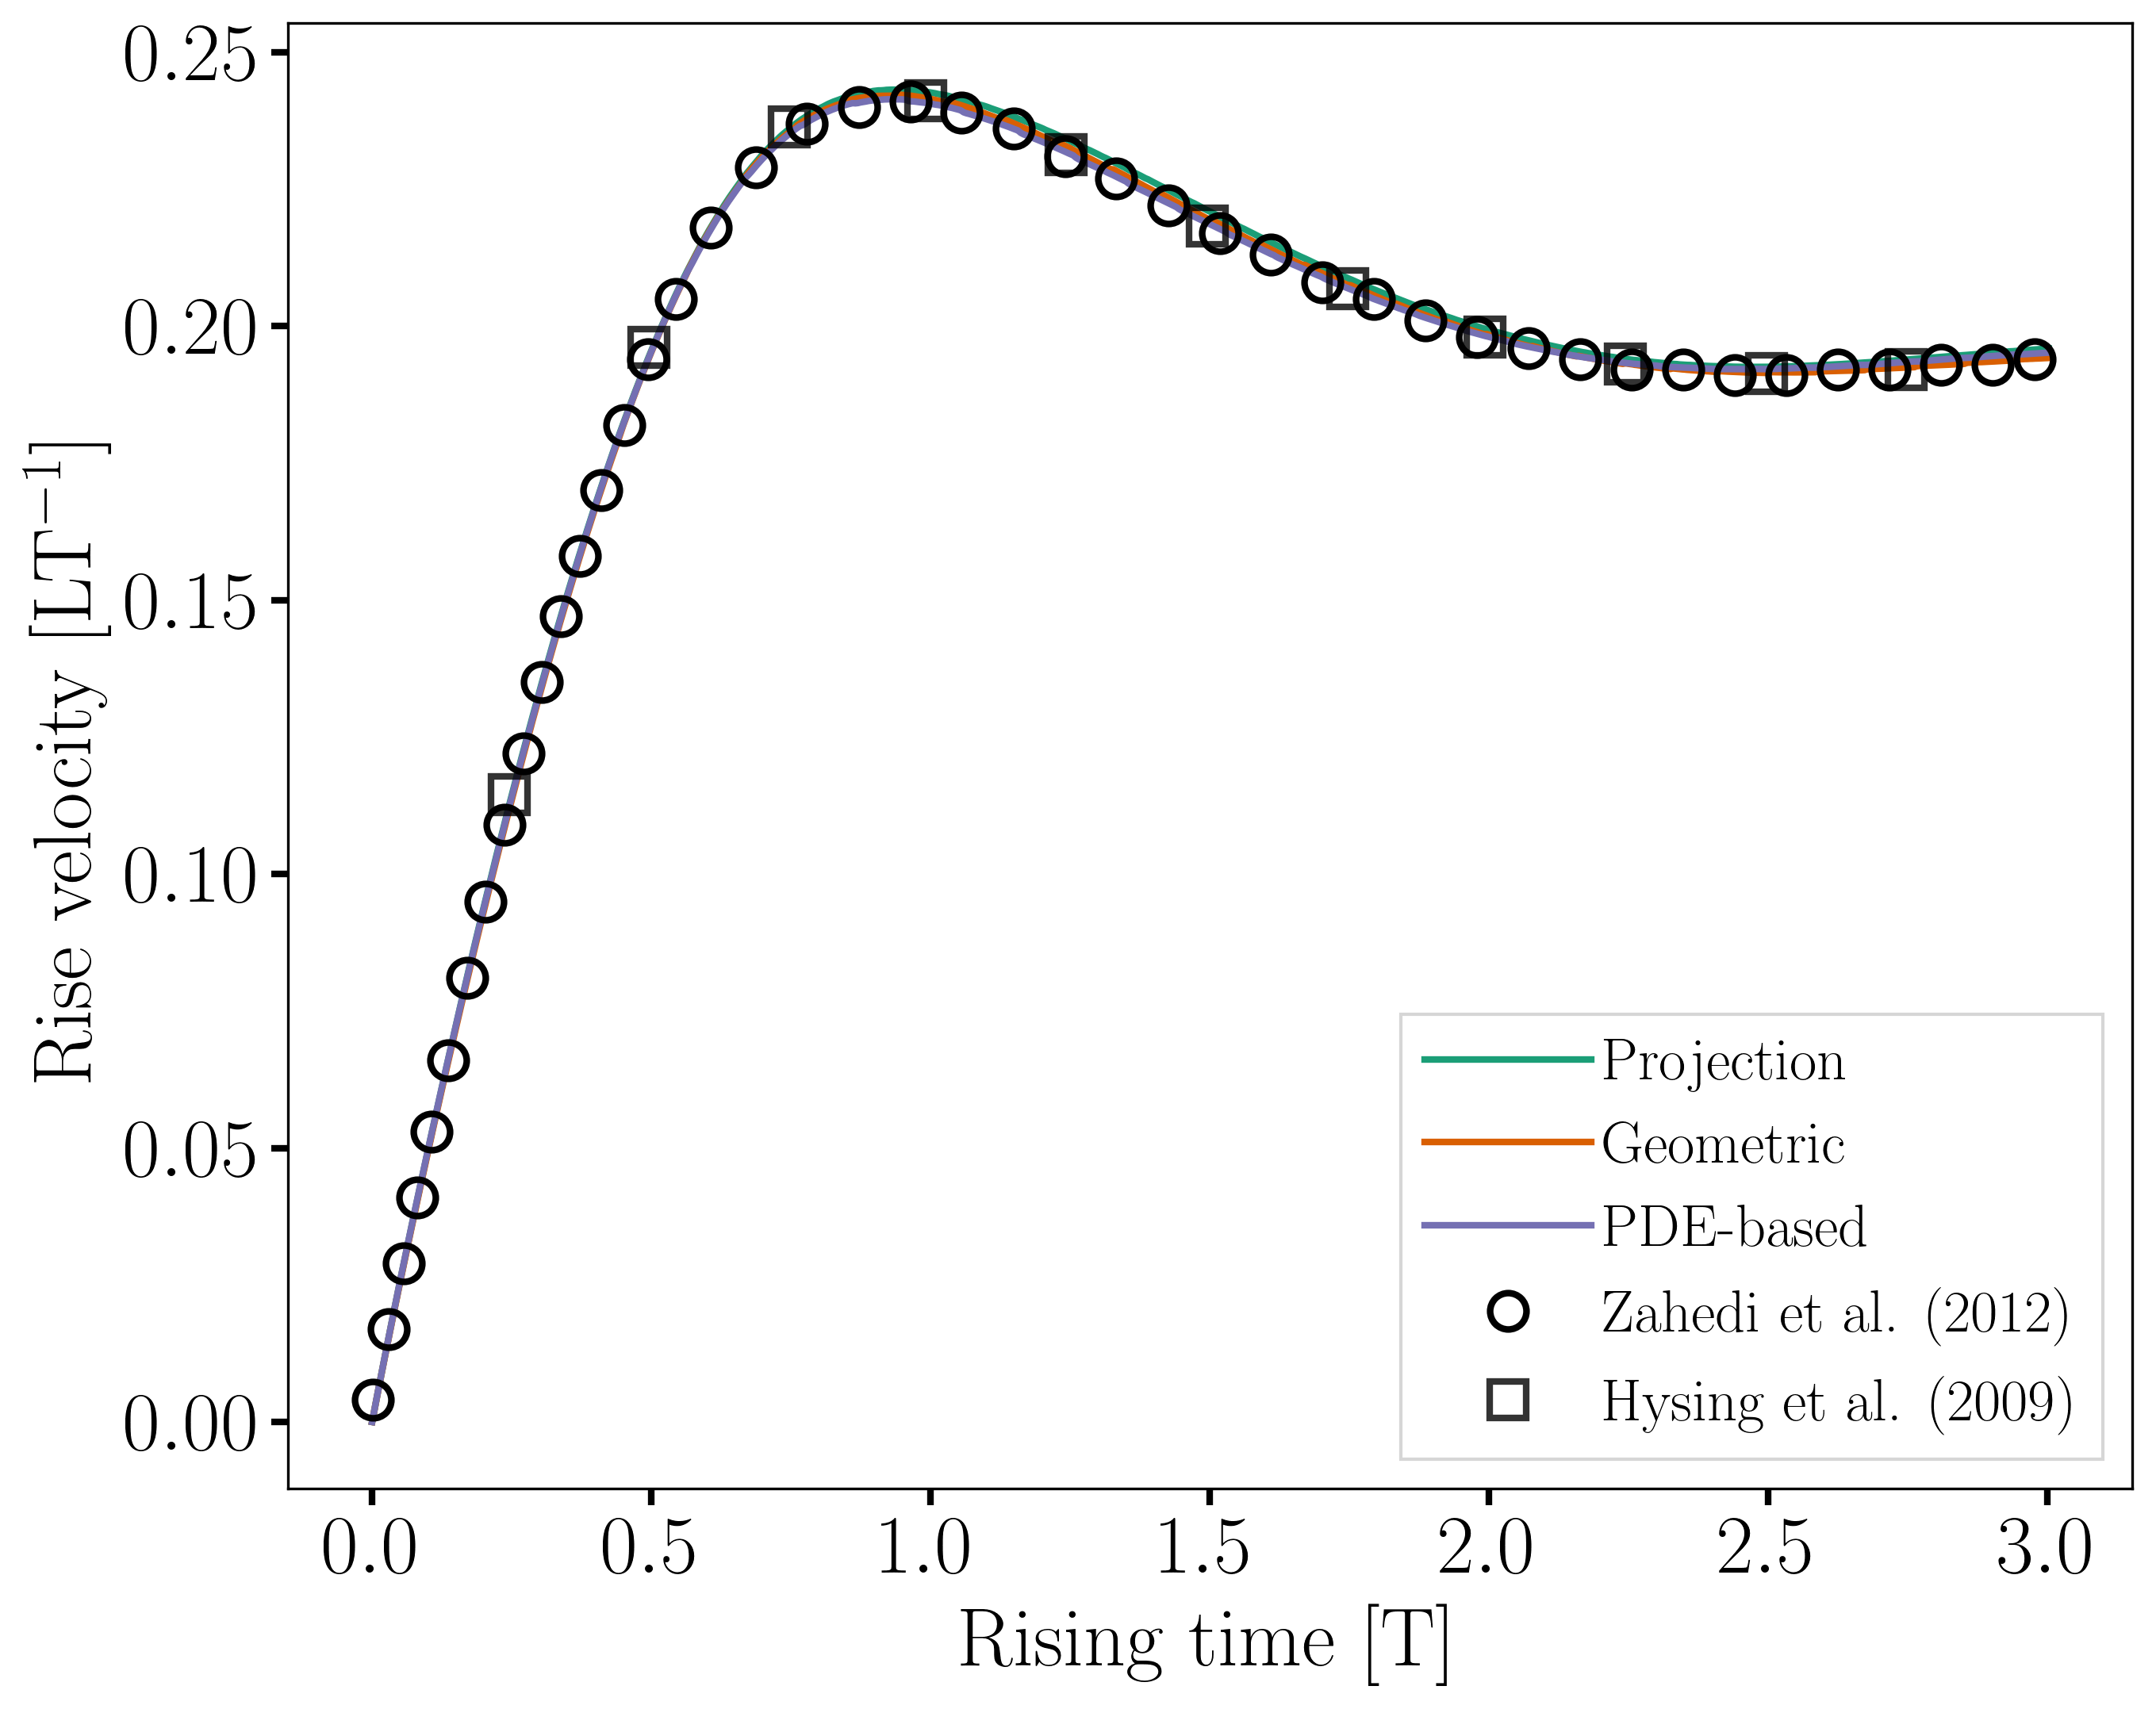 Rise velocity [LT⁻¹]
0.25
0.20
0.15
0.10
0.05
0.00
Projection
Geometric
PDE-based
Zahedi et al. (2012)
Hysing et al. (2009)
0.0 0.5 1.0 1.5 2.0 2.5 3.0
Rising time [T]